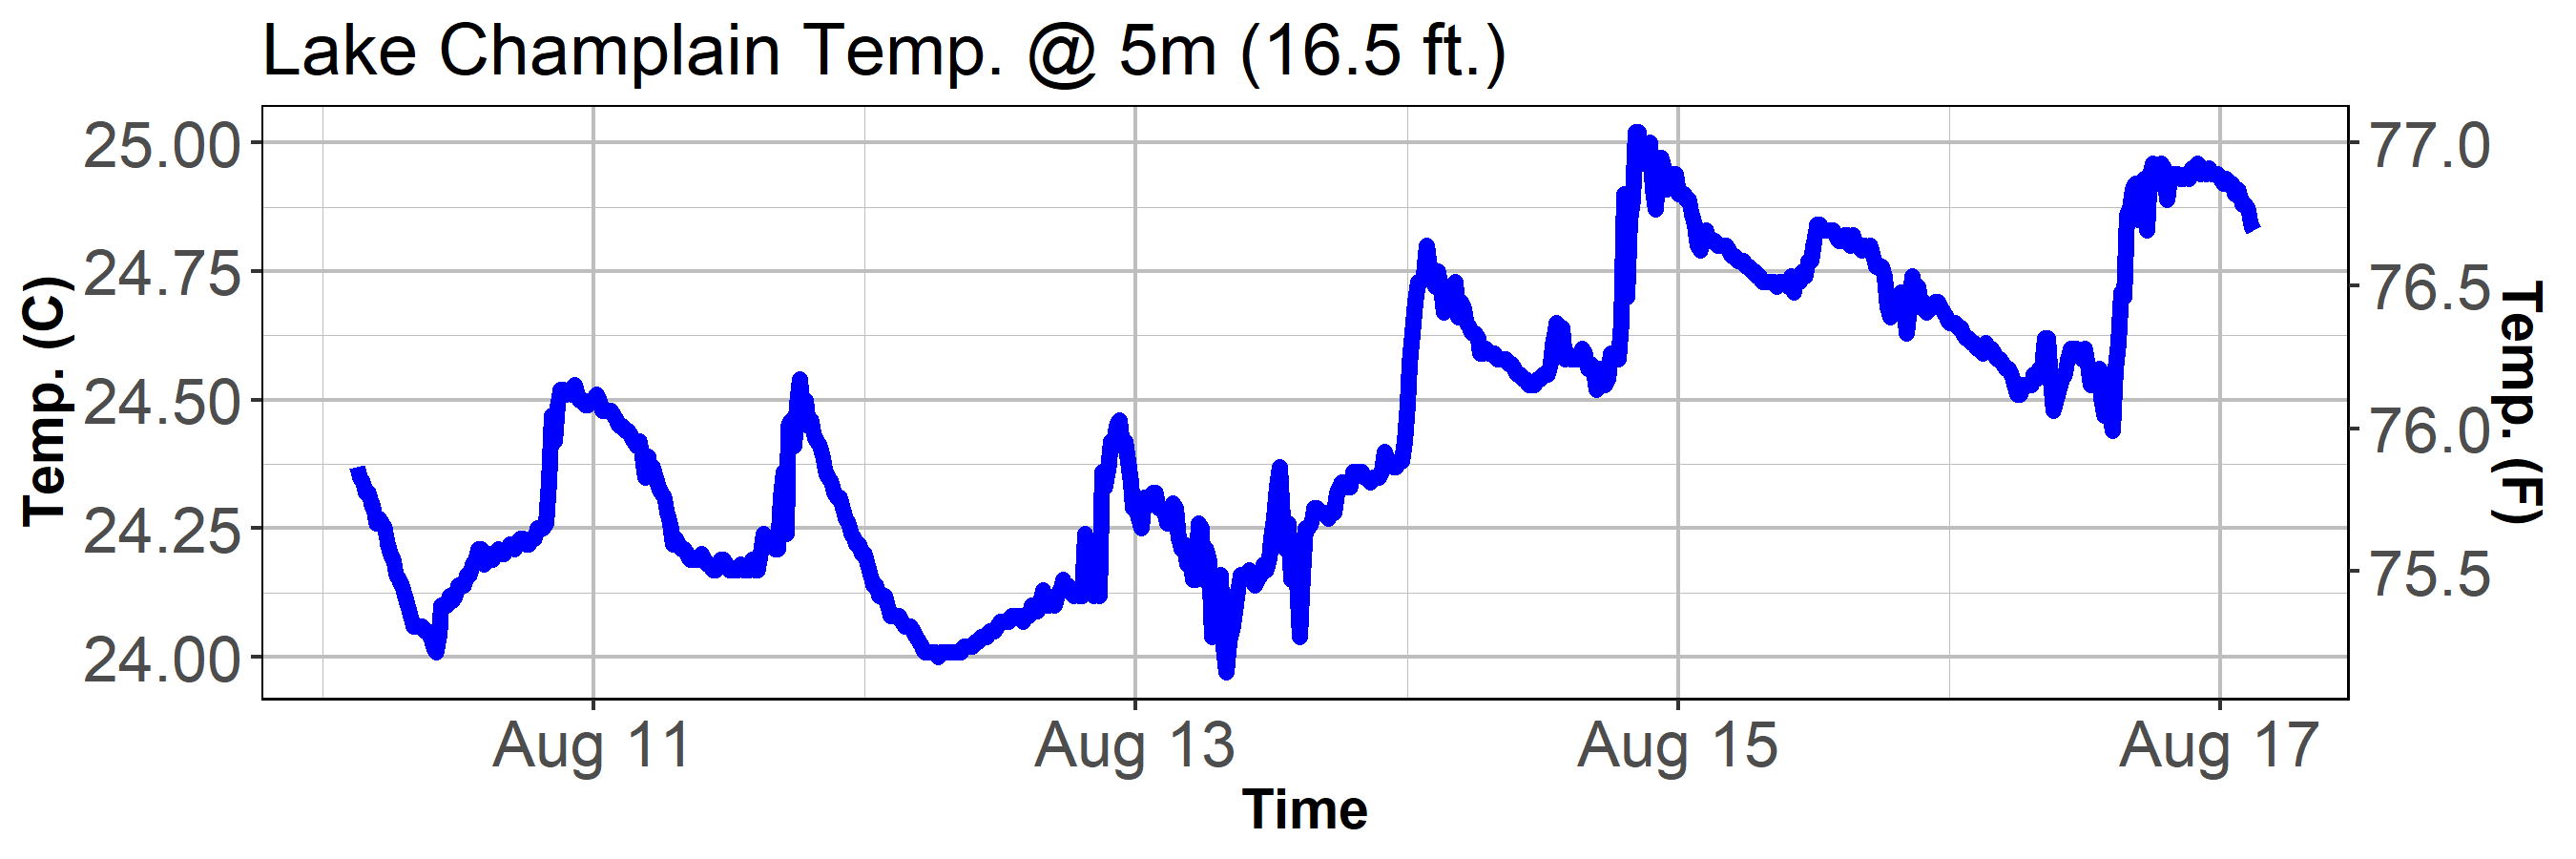 Lake Champlain Temp. @ 5m (16.5 ft.)
Temp. (C)
25.00
24.75
24.50
24.25
24.00
77.0
76.5
76.0
75.5
Temp. (F)
Aug 11
Aug 13
Aug 15
Aug 17
Time